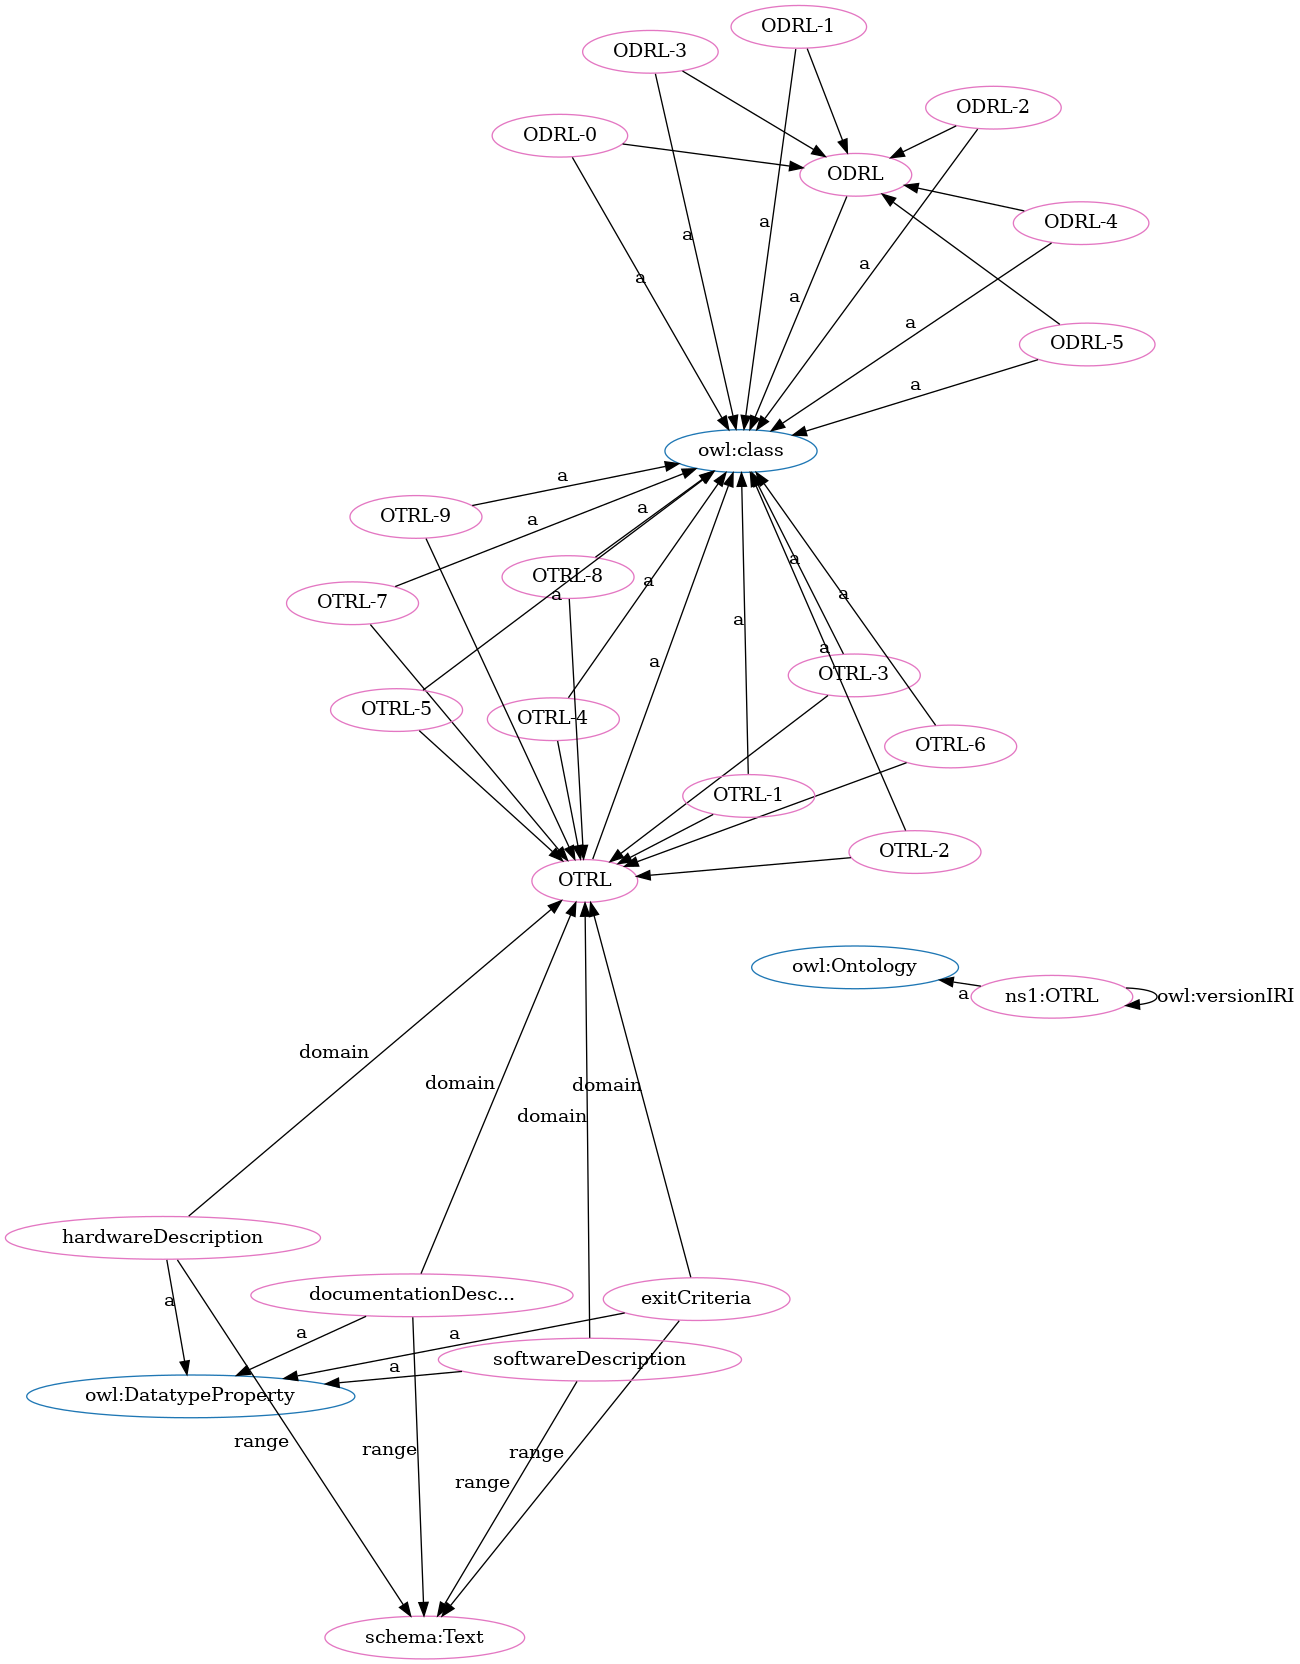 ODRL-1
ODRL-3
ODRL-2
ODRL-0
ODRL
ODRL-4
a
a
a
a
a
a
ODRL-5
a
owl:class
a
OTRL-9
a
a
OTRL-8
a
a
a
OTRL-7
a
a
a
a
OTRL-3
OTRL-5
OTRL-4
OTRL-6
OTRL-1
OTRL-2
OTRL
owl:Ontology
a
ns1:OTRL
owl:versionIRI
domain
domain
domain
domain
hardwareDescription
documentationDesc...
exitCriteria
a
a
a
softwareDescription
a
owl:DatatypeProperty
range
range
range
range
schema:Text